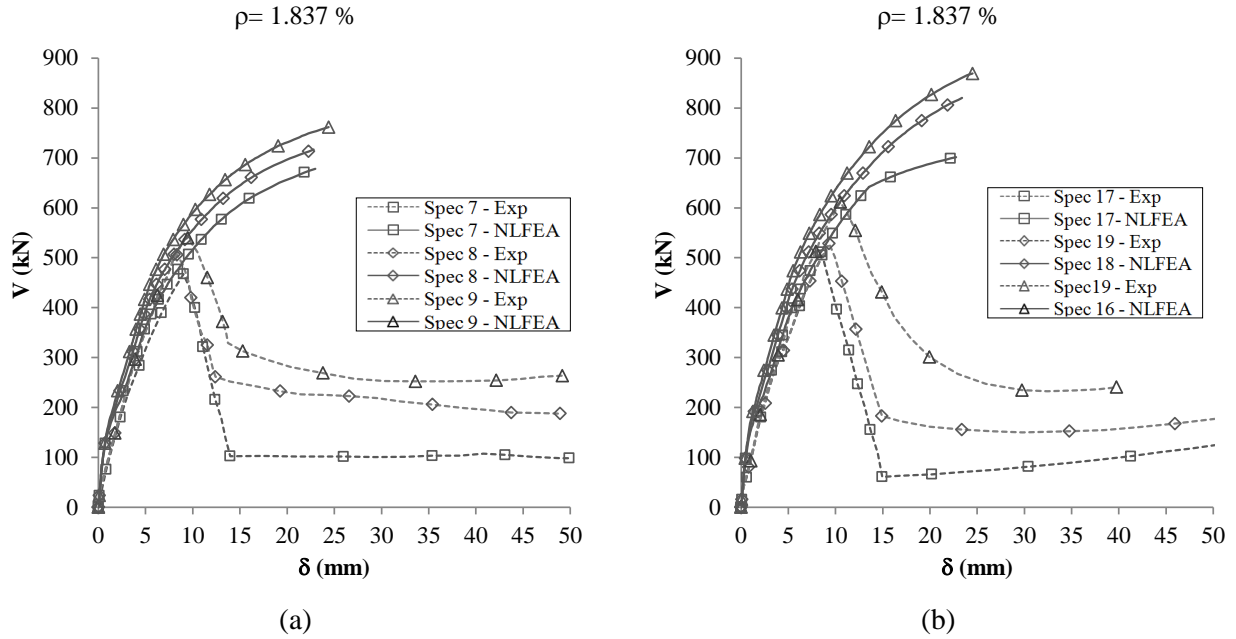 ρ= 1.837 %
900
800
700
600
500
400
300
200
100
0
V (kN)
0 5 10 15 20 25 30 35 40 45 50
δ (mm)
Spec 7 - Exp
Spec 7 - NLFEA
Spec 8 - Exp
Spec 8 - NLFEA
Spec 9 - Exp
Spec 9 - NLFEA
(a)
ρ= 1.837 %
900
800
700
600
500
400
300
200
100
0
V (kN)
0 5 10 15 20 25 30 35 40 45 50
δ (mm)
Spec 17 - Exp
Spec 17- NLFEA
Spec 19 - Exp
Spec 18 - NLFEA
Spec19 - Exp
Spec 16 - NLFEA
(b)